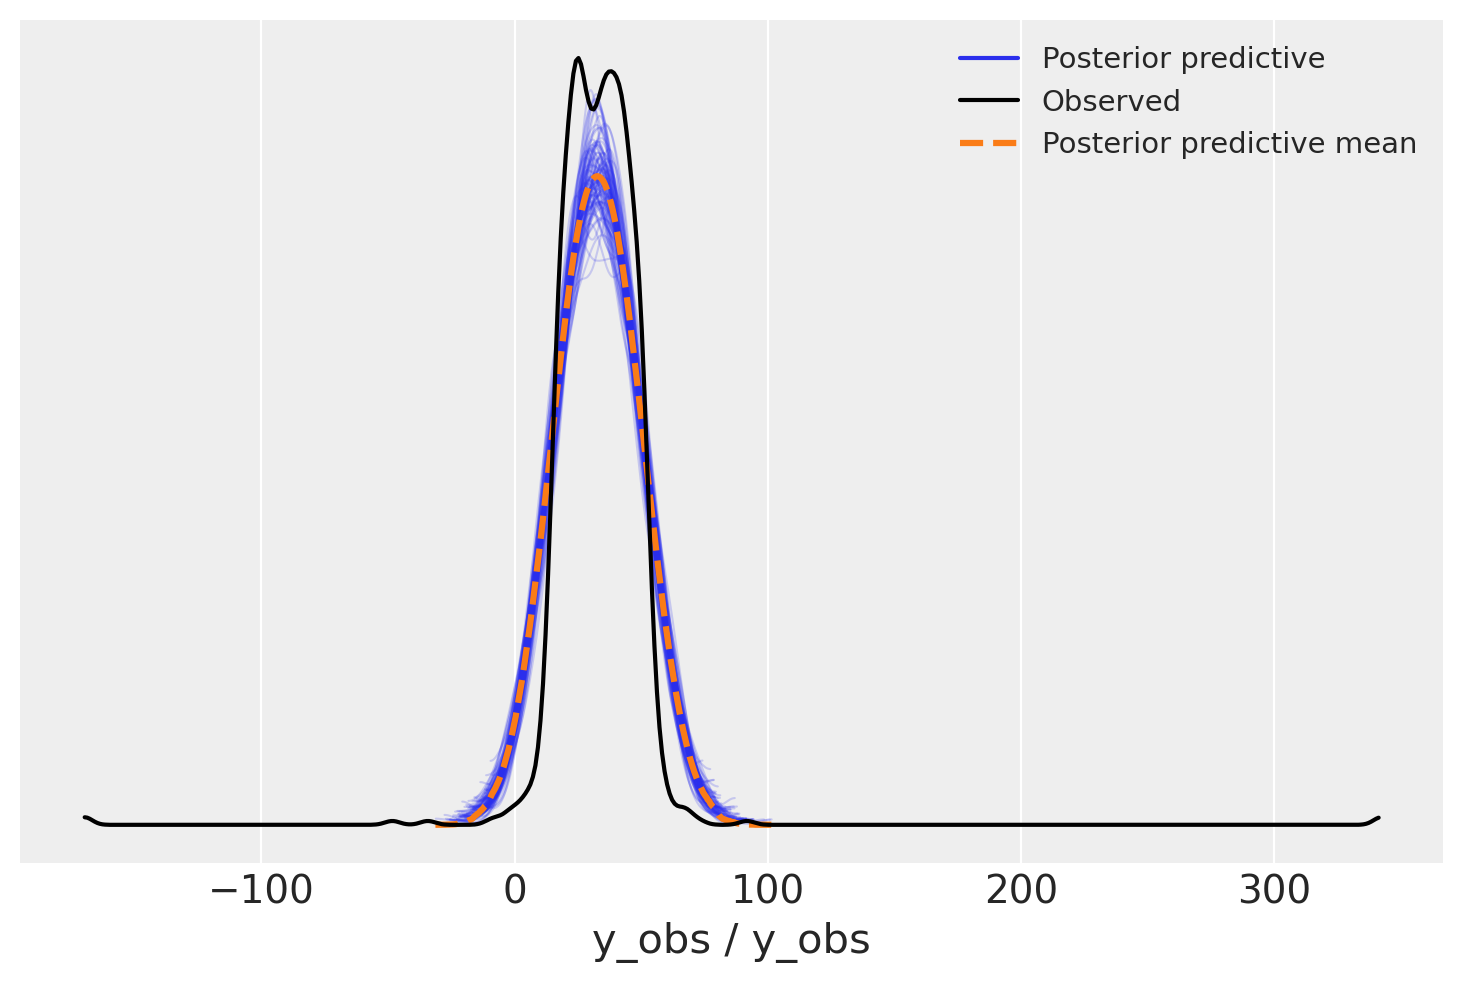 Posterior predictive
Observed
Posterior predictive mean
−100 0 100 200 300
y_obs / y_obs